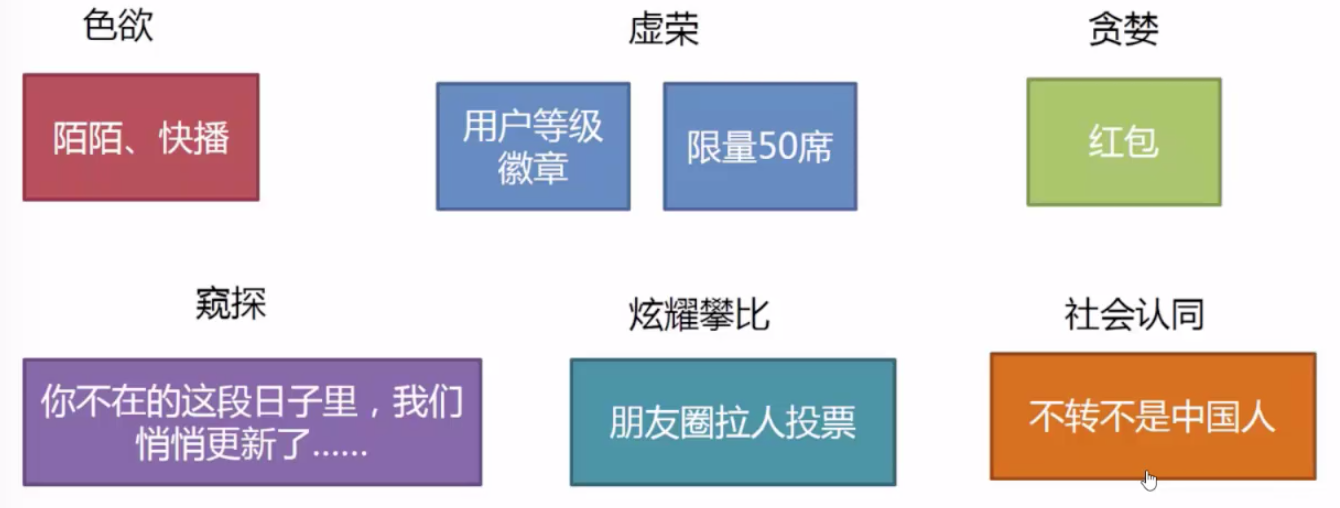 色欲
虚荣
贪婪
陌陌、快播
用户等级
徽章
限量50席
红包
窥探
炫耀攀比
社会认同
你不在的这段日子里，我们
悄悄更新了......
朋友圈拉人投票
不转不是中国人